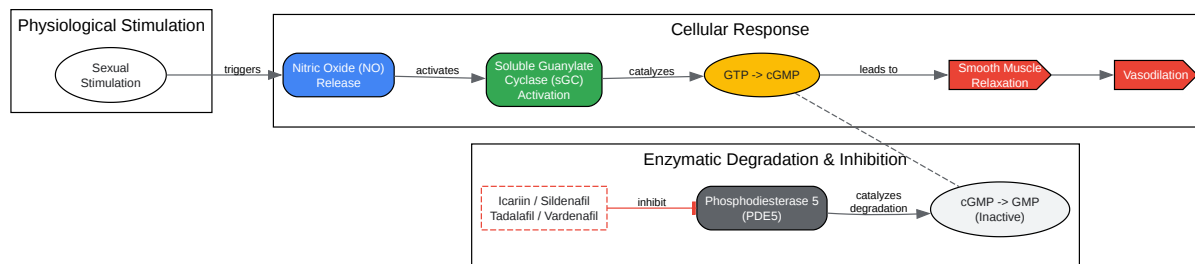 Physiological Stimulation
Sexual
Stimulation
triggers
Cellular Response
Nitric Oxide (NO)
Release
activates
Soluble Guanylate
Cyclase (sGC)
Activation
catalyzes
GTP -> cGMP
leads to
Smooth Muscle
Relaxation
Vasodilation
Enzymatic Degradation & Inhibition
Icariin / Sildenafil
Tadalafil / Vardenafil
inhibit
Phosphodiesterase 5
(PDE5)
catalyzes
degradation
cGMP -> GMP
(Inactive)